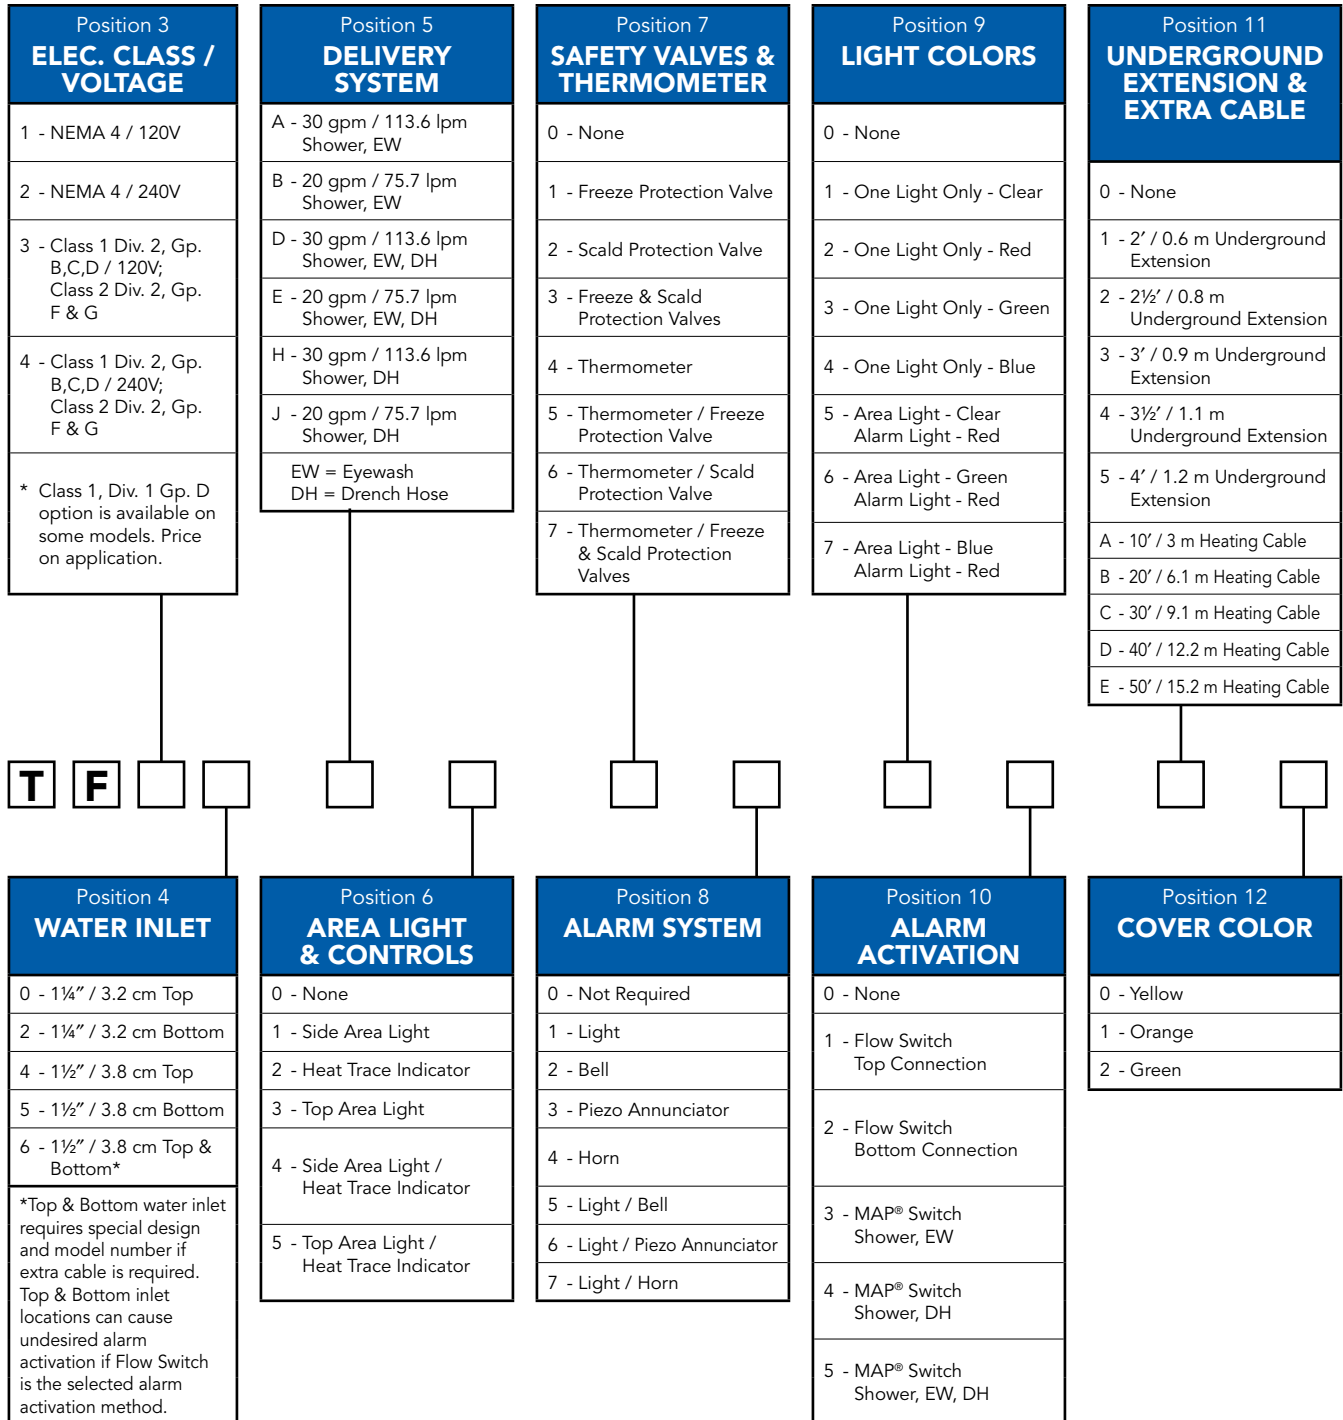 Position 3
ELEC. CLASS /
VOLTAGE
1 - NEMA 4 / 120V
2 - NEMA 4 / 240V
3 - Class 1 Div. 2, Gp.
B,C,D / 120V;
Class 2 Div. 2, Gp.
F & G
4 - Class 1 Div. 2, Gp.
B,C,D / 240V;
Class 2 Div. 2, Gp.
F & G
* Class 1, Div. 1 Gp. D
option is available on
some models. Price
on application.
Position 5
DELIVERY
SYSTEM
A - 30 gpm / 113.6 lpm
Shower, EW
B - 20 gpm / 75.7 lpm
Shower, EW
D - 30 gpm / 113.6 lpm
Shower, EW, DH
E - 20 gpm / 75.7 lpm
Shower, EW, DH
H - 30 gpm / 113.6 lpm
Shower, DH
J - 20 gpm / 75.7 lpm
Shower, DH
EW = Eyewash
DH = Drench Hose
Position 7
SAFETY VALVES &
THERMOMETER
0 - None
1 - Freeze Protection Valve
2 - Scald Protection Valve
3 - Freeze & Scald
Protection Valves
4 - Thermometer
5 - Thermometer / Freeze
Protection Valve
6 - Thermometer / Scald
Protection Valve
7 - Thermometer / Freeze
& Scald Protection
Valves
Position 9
LIGHT COLORS
0 - None
1 - One Light Only - Clear
2 - One Light Only - Red
3 - One Light Only - Green
4 - One Light Only - Blue
5 - Area Light - Clear
Alarm Light - Red
6 - Area Light - Green
Alarm Light - Red
7 - Area Light - Blue
Alarm Light - Red
Position 11
UNDERGROUND
EXTENSION &
EXTRA CABLE
0 - None
1 - 2′ / 0.6 m Underground
Extension
2 - 2½′ / 0.8 m
Underground Extension
3 - 3′ / 0.9 m Underground
Extension
4 - 3½′ / 1.1 m
Underground Extension
5 - 4′ / 1.2 m Underground
Extension
A - 10′ / 3 m Heating Cable
B - 20′ / 6.1 m Heating Cable
C - 30′ / 9.1 m Heating Cable
D - 40′ / 12.2 m Heating Cable
E - 50′ / 15.2 m Heating Cable
T F
Position 4
WATER INLET
0 - 1¼″ / 3.2 cm Top
2 - 1¼″ / 3.2 cm Bottom
4 - 1½″ / 3.8 cm Top
5 - 1½″ / 3.8 cm Bottom
6 - 1½″ / 3.8 cm Top &
Bottom*
*Top & Bottom water inlet
requires special design
and model number if
extra cable is required.
Top & Bottom inlet
locations can cause
undesired alarm
activation if Flow Switch
is the selected alarm
activation method.
Position 6
AREA LIGHT
& CONTROLS
0 - None
1 - Side Area Light
2 - Heat Trace Indicator
3 - Top Area Light
4 - Side Area Light /
Heat Trace Indicator
5 - Top Area Light /
Heat Trace Indicator
Position 8
ALARM SYSTEM
0 - Not Required
1 - Light
2 - Bell
3 - Piezo Annunciator
4 - Horn
5 - Light / Bell
6 - Light / Piezo Annunciator
7 - Light / Horn
Position 10
ALARM
ACTIVATION
0 - None
1 - Flow Switch
Top Connection
2 - Flow Switch
Bottom Connection
3 - MAP® Switch
Shower, EW
4 - MAP® Switch
Shower, DH
5 - MAP® Switch
Shower, EW, DH
Position 12
COVER COLOR
0 - Yellow
1 - Orange
2 - Green